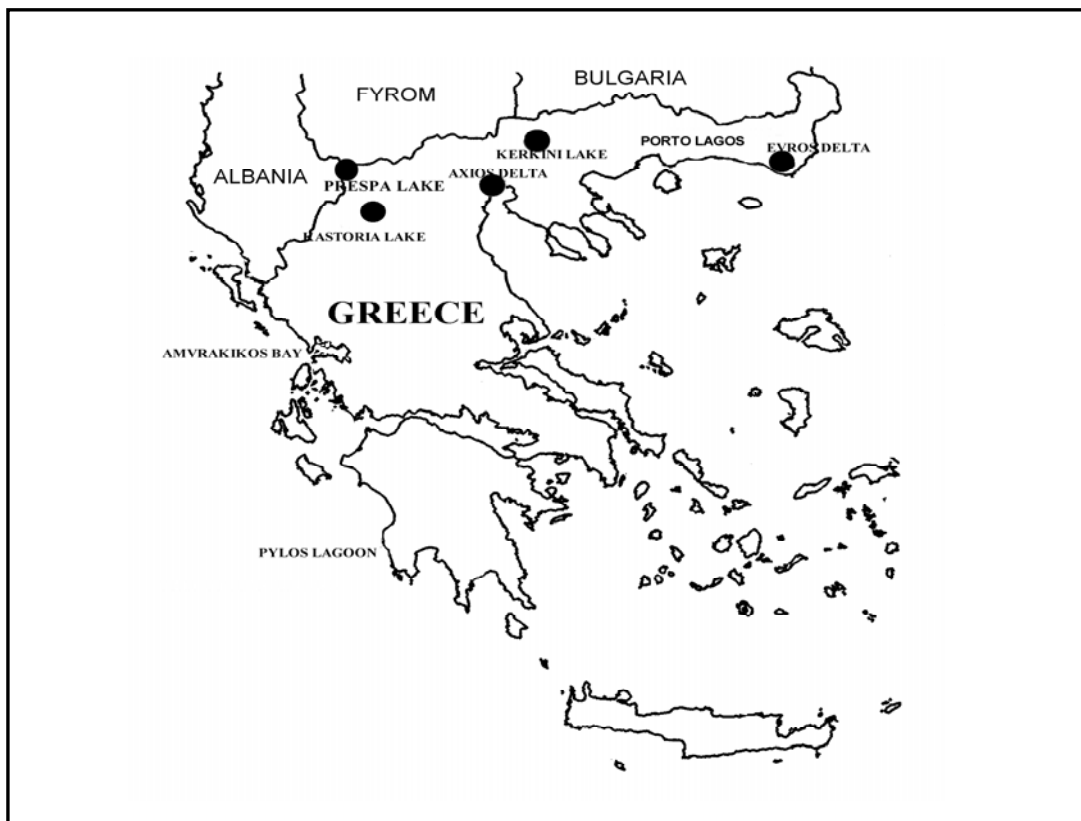 BULGARIA
FYROM
PORTO LAGOS
EVROS DELTA
KERKINI LAKE
ALBANIA
PRESPA LAKE
AXIOS DELTA
KASTORIA LAKE
GREECE
AMVRAKIKOS BAY
PYLOS LAGOON